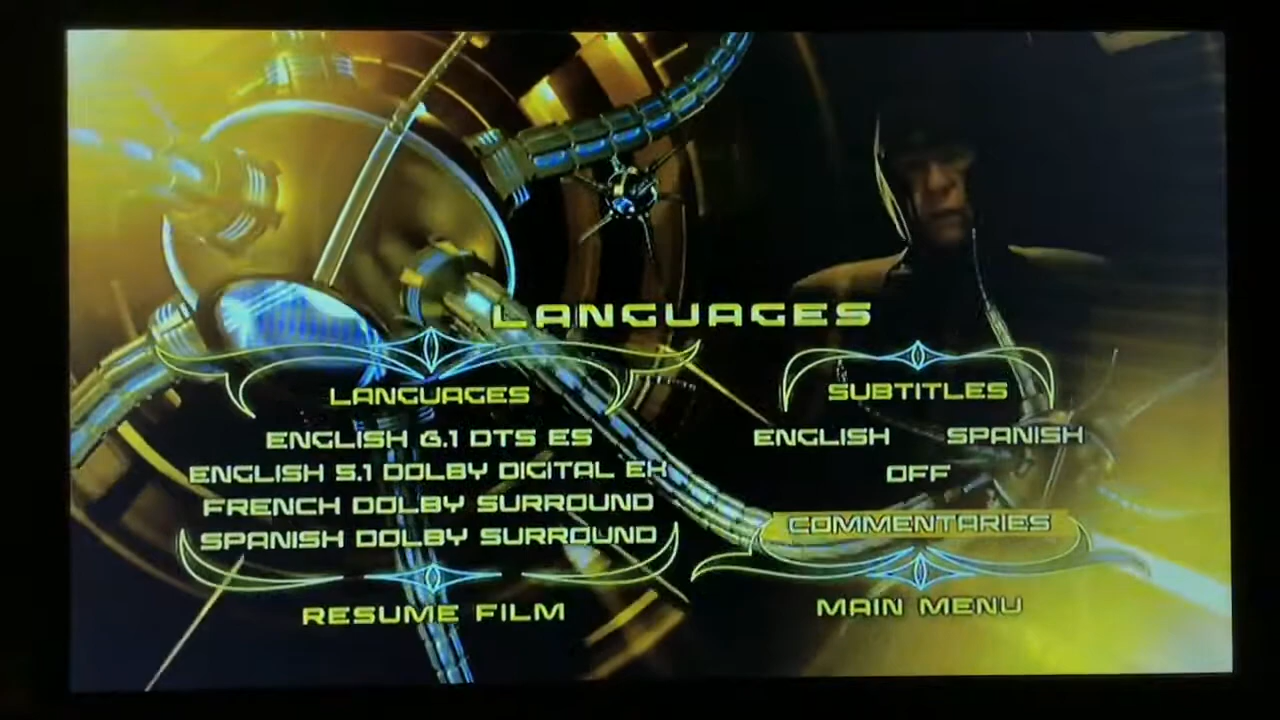 LANGUAGES
LANGUAGES
ENGLISH 6.1 DTS ES
ENGLISH 5.1 DOLBY DIGITAL EX
FRENCH DOLBY SURROUND
SPANISH DOLBY SURROUND
RESUME FILM
SUBTITLES
ENGLISH SPANISH
OFF
COMMENTARIES
MAIN MENU